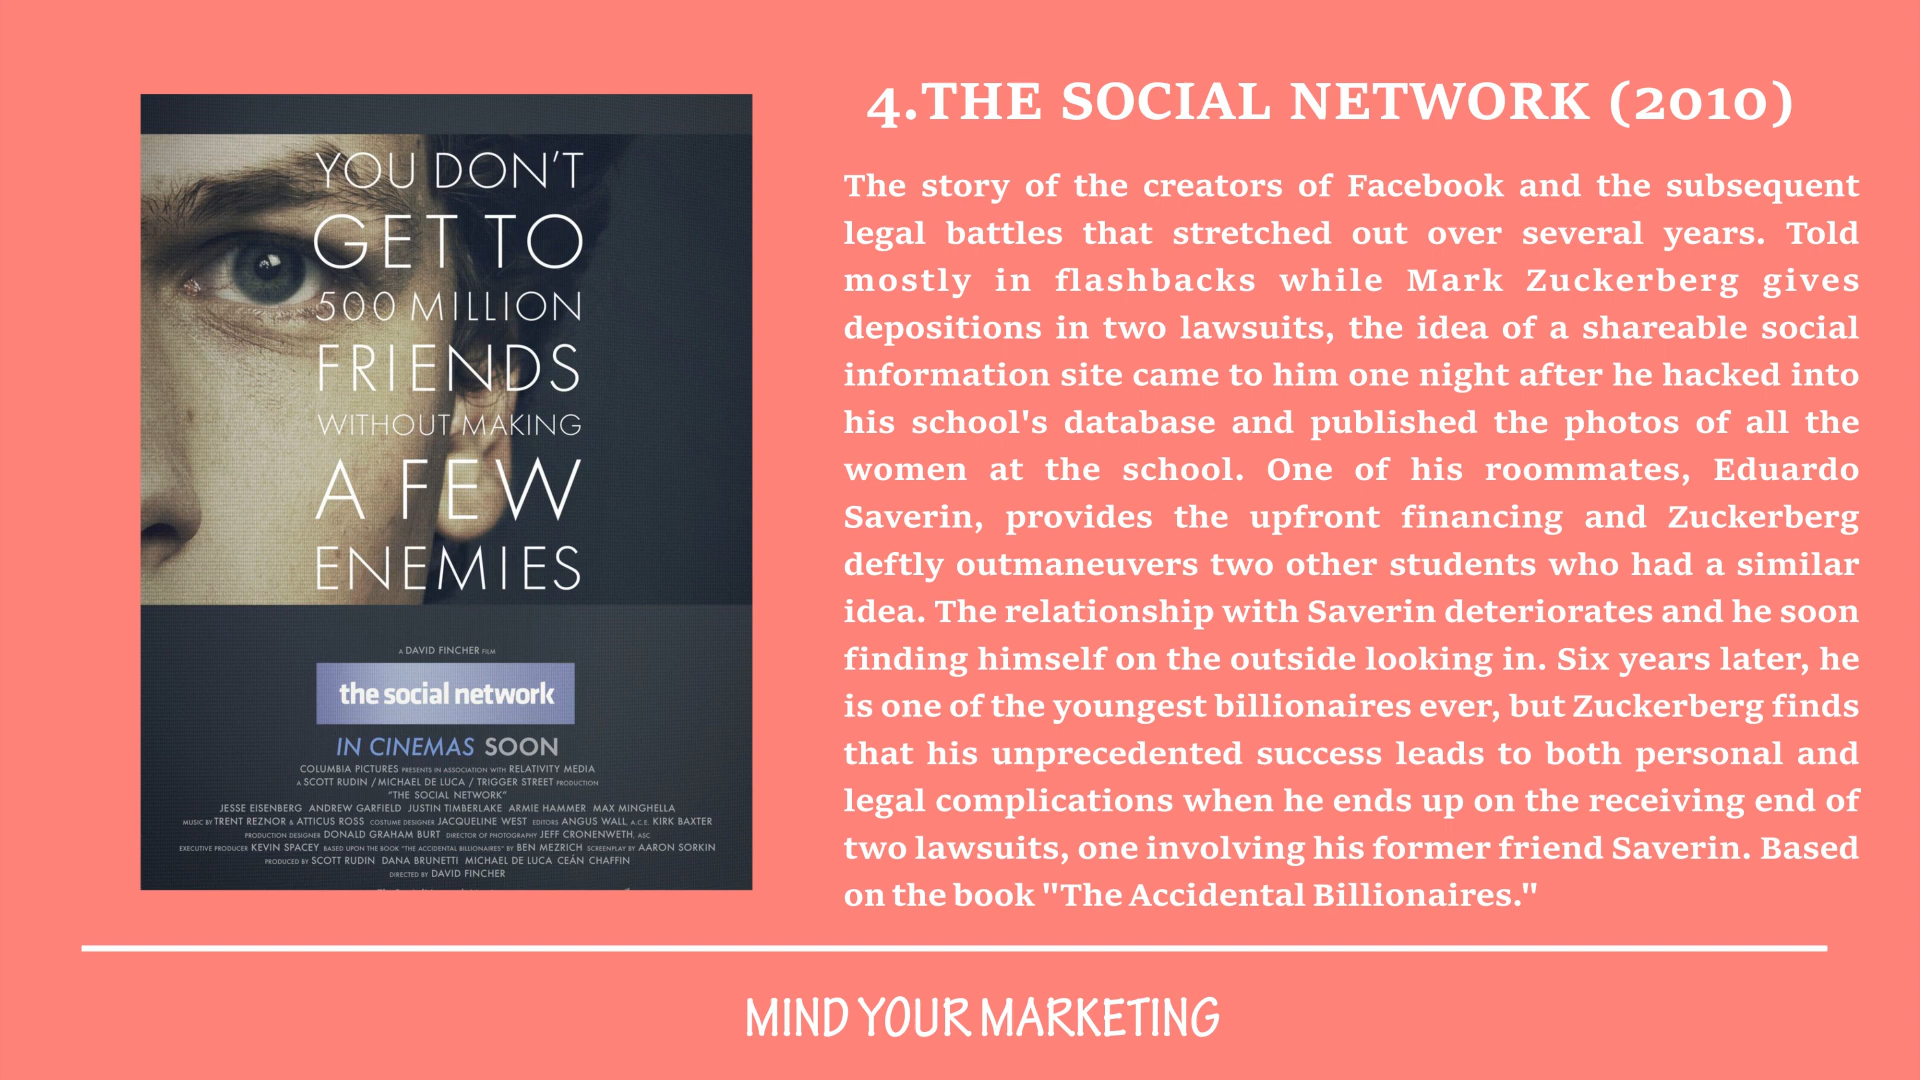 YOU DON'T
GET TO
500 MILLION
FRIENDS
WITHOUT MAKING
A FEW
ENEMIES
A DAVID FINCHER FILM
the social network
IN CINEMAS SOON
COLUMBIA PICTURES PRESENTS IN ASSOCIATION WITH RELATIVITY MEDIA
A SCOTT RUDIN / MICHAEL DE LUCA / TRIGGER STREET PRODUCTION
"THE SOCIAL NETWORK"
JESSE EISENBERG ANDREW GARFIELD JUSTIN TIMBERLAKE ARMIE HAMMER MAX MINGHELLA
MUSIC BY TRENT REZNOR & ATTICUS ROSS COSTUME DESIGNER JACQUELINE WEST EDITORS ANGUS WALL, A.C.E. KIRK BAXTER
PRODUCTION DESIGNER DONALD GRAHAM BURT DIRECTOR OF PHOTOGRAPHY JEFF CRONENWETH, ASC
EXECUTIVE PRODUCER KEVIN SPACEY BASED UPON THE BOOK "THE ACCIDENTAL BILLIONAIRES" BY BEN MEZRICH SCREENPLAY BY AARON SORKIN
PRODUCED BY SCOTT RUDIN DANA BRUNETTI MICHAEL DE LUCA CEÁN CHAFFIN
DIRECTED BY DAVID FINCHER
4.THE SOCIAL NETWORK (2010)
The story of the creators of Facebook and the subsequent
legal battles that stretched out over several years. Told
mostly in flashbacks while Mark Zuckerberg gives
depositions in two lawsuits, the idea of a shareable social
information site came to him one night after he hacked into
his school's database and published the photos of all the
women at the school. One of his roommates, Eduardo
Saverin, provides the upfront financing and Zuckerberg
deftly outmaneuvers two other students who had a similar
idea. The relationship with Saverin deteriorates and he soon
finding himself on the outside looking in. Six years later, he
is one of the youngest billionaires ever, but Zuckerberg finds
that his unprecedented success leads to both personal and
legal complications when he ends up on the receiving end of
two lawsuits, one involving his former friend Saverin. Based
on the book "The Accidental Billionaires."
MIND YOUR MARKETING